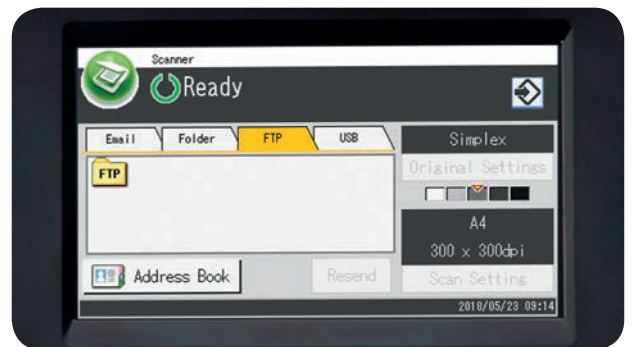 Scanner
Ready
Email Folder FTP USB
FTP
Address Book
Resend
Simplex
Original Settings
A4
300 x 300dpi
Scan Setting
2018/05/23 09:14